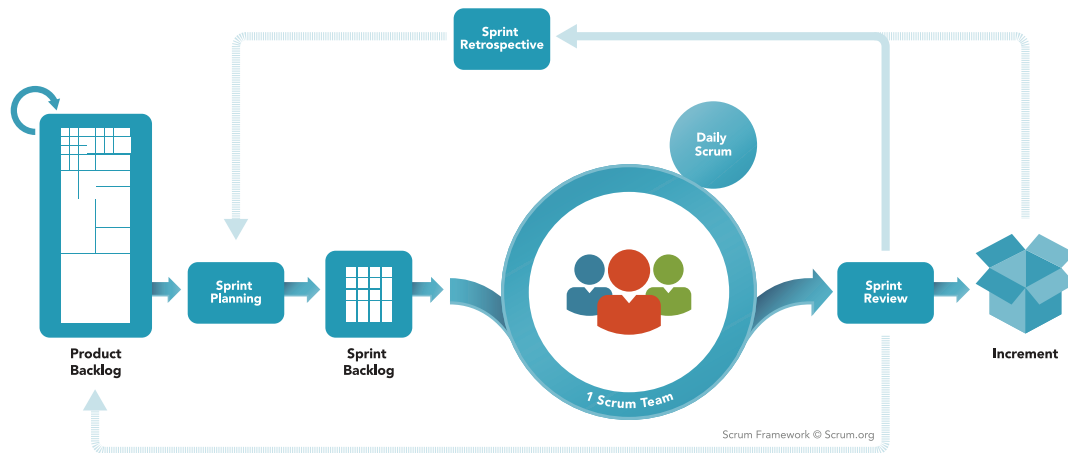 Sprint
Retrospective
Daily
Scrum
Sprint
Planning
Sprint
Review
Product
Backlog
Sprint
Backlog
Increment
1 Scrum Team
Scrum Framework © Scrum.org